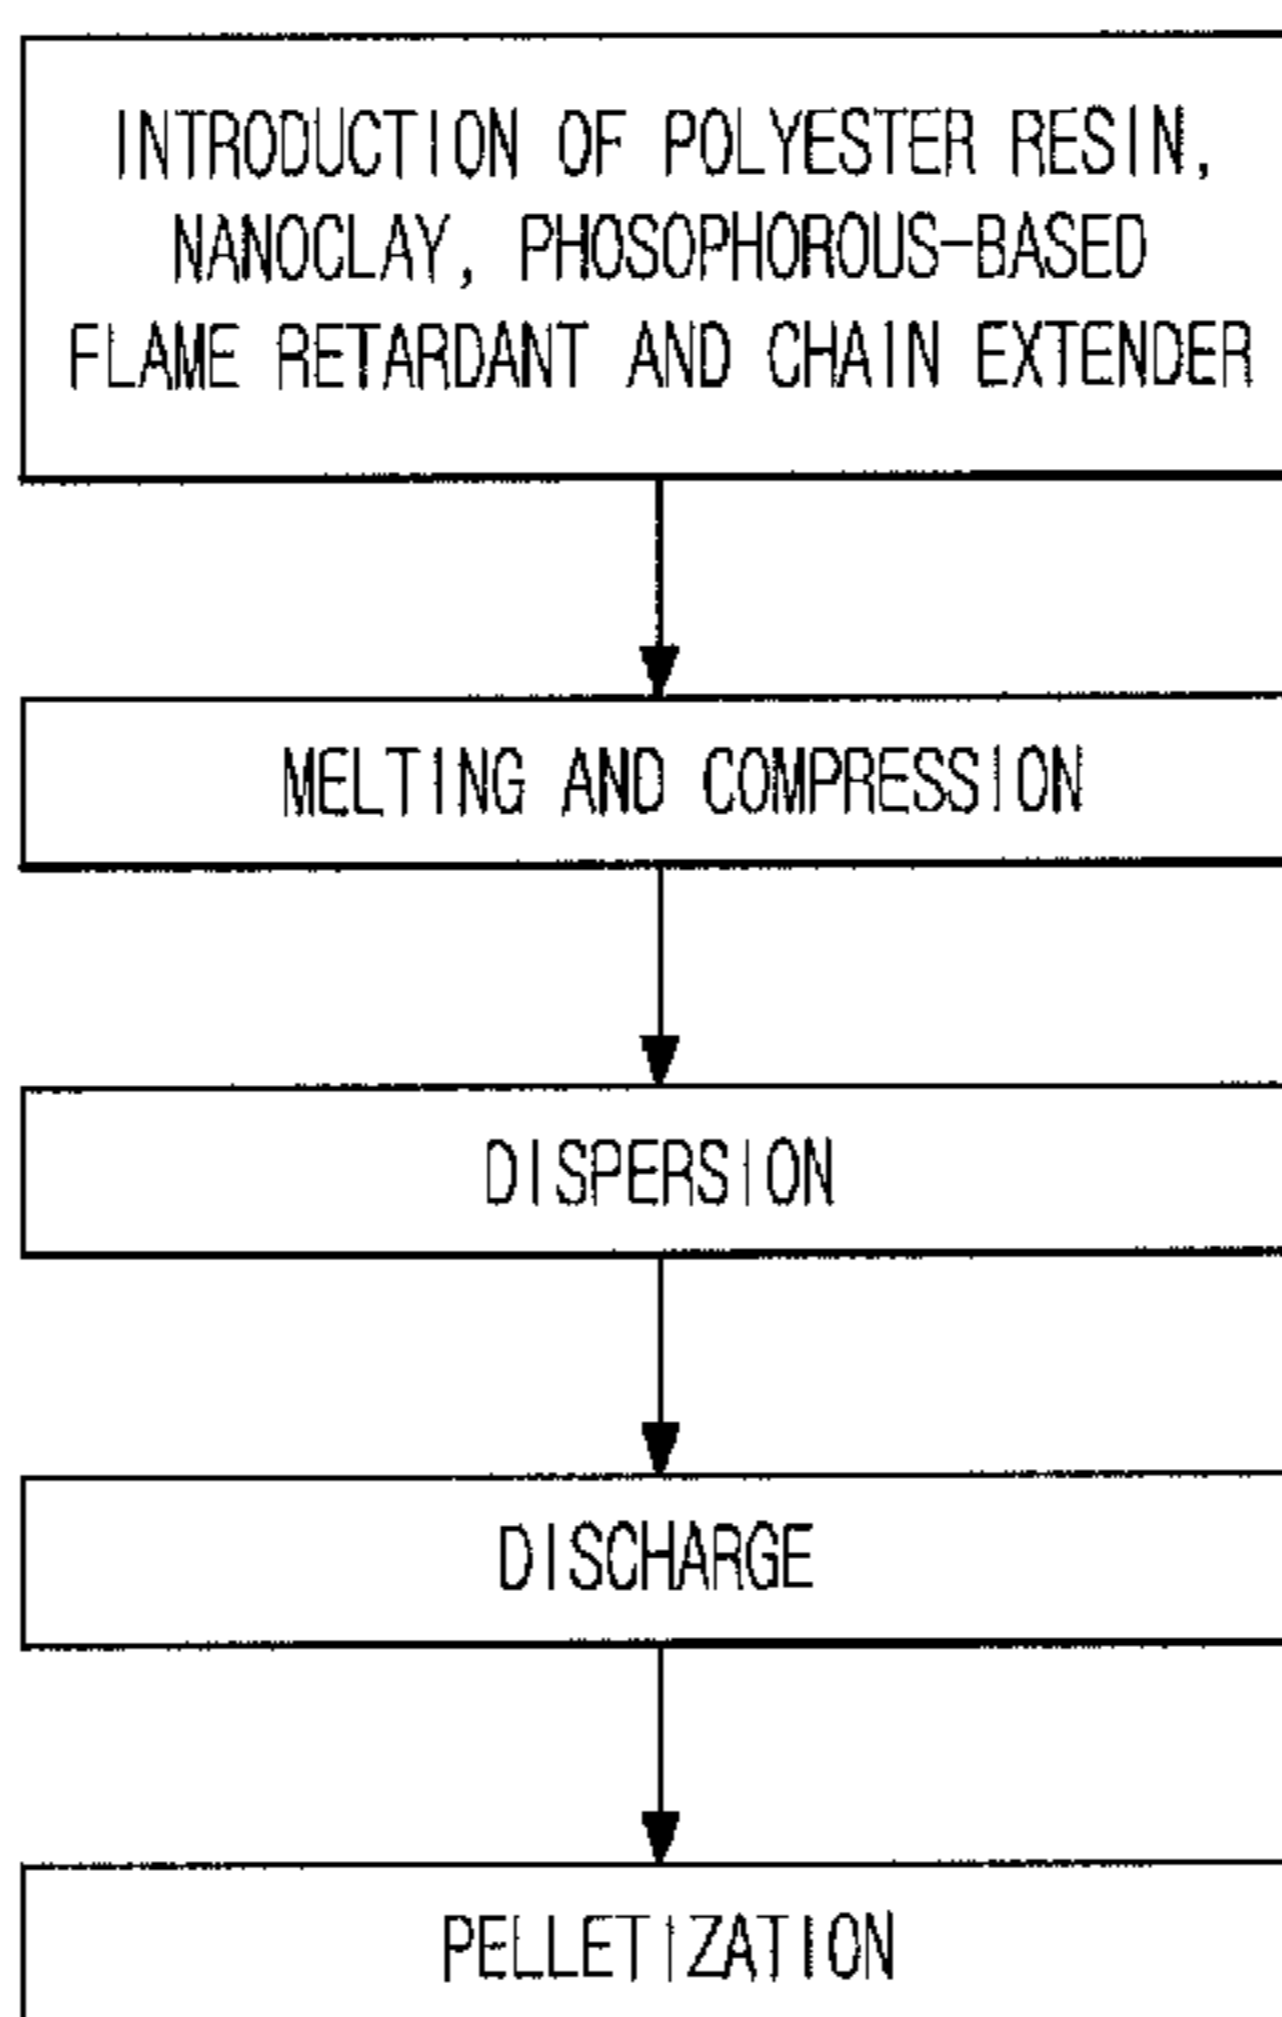 INTRODUCTION OF POLYESTER RESIN,
NANOCLAY, PHOSOPHOROUS-BASED
FLAME RETARDANT AND CHAIN EXTENDER
MELTING AND COMPRESSION
DISPERSION
DISCHARGE
PELLETIZATION